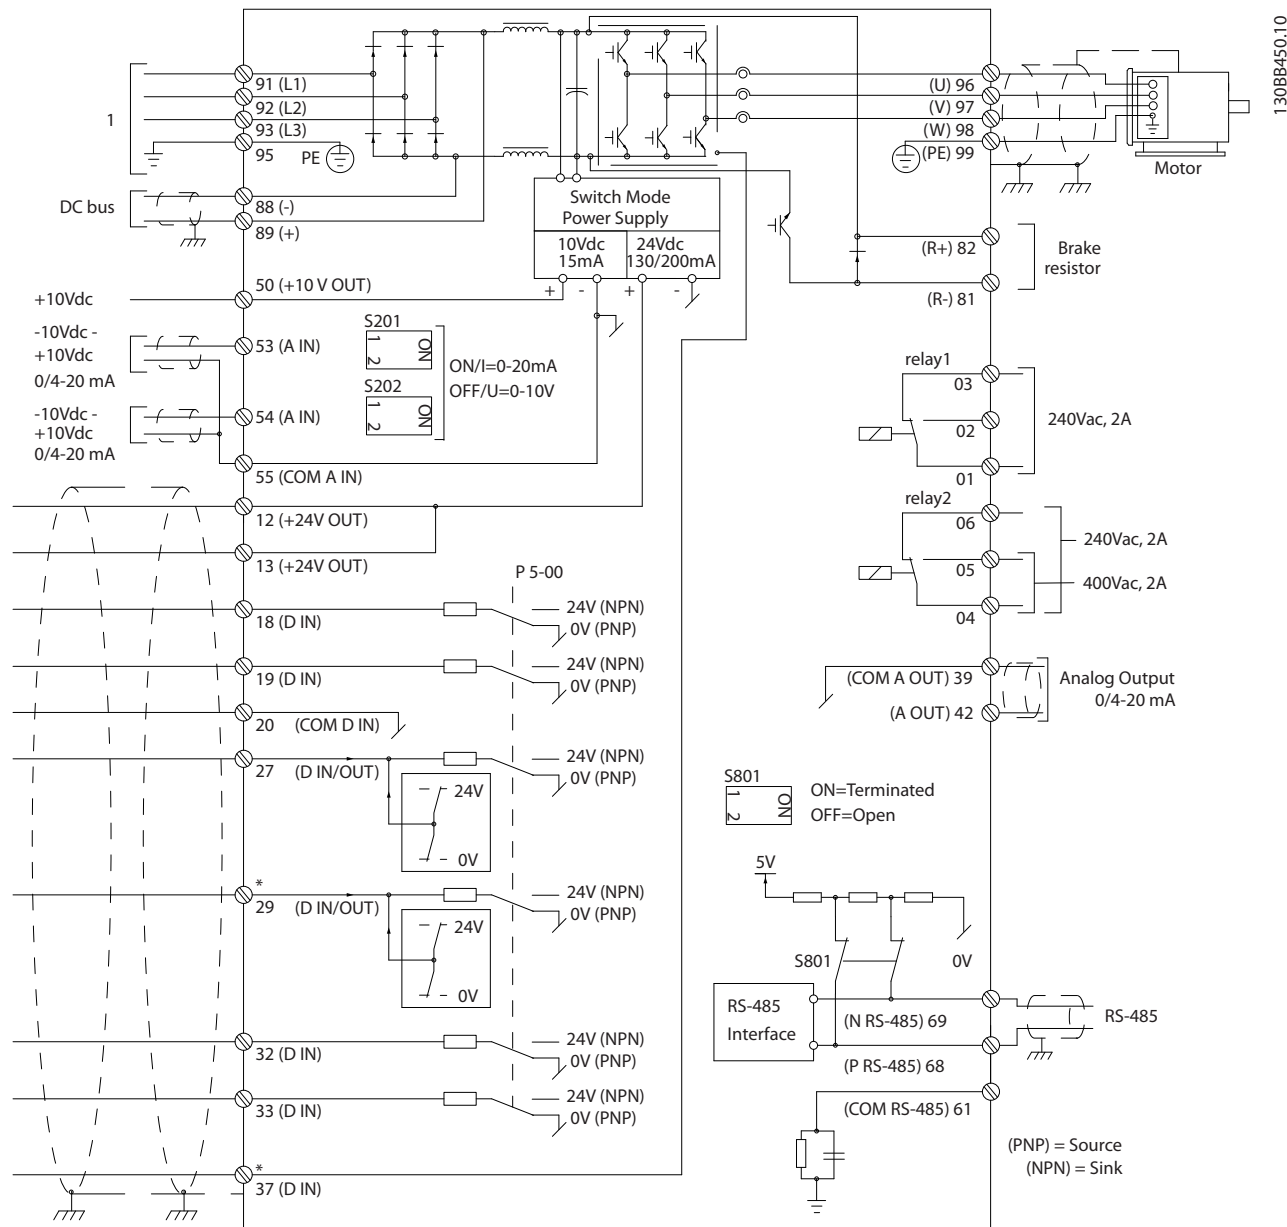 130BB450.10
1
91 (L1)
92 (L2)
93 (L3)
95
PE
DC bus
88 (-)
89 (+)
Switch Mode
Power Supply
10Vdc
15mA
24Vdc
130/200mA
+ - + -
(U) 96
(V) 97
(W) 98
(PE) 99
Motor
(R+) 82
(R-) 81
Brake
resistor
+10Vdc
50 (+10 V OUT)
-10Vdc -
+10Vdc
0/4-20 mA
53 (A IN)
-10Vdc -
+10Vdc
0/4-20 mA
54 (A IN)
55 (COM A IN)
S201
1
2
ON
S202
1
2
ON
ON/I=0-20mA
OFF/U=0-10V
relay1
03
02
01
240Vac, 2A
relay2
06
05
04
240Vac, 2A
400Vac, 2A
12 (+24V OUT)
13 (+24V OUT)
P 5-00
18 (D IN)
24V (NPN)
0V (PNP)
19 (D IN)
24V (NPN)
0V (PNP)
20 (COM D IN)
27 (D IN/OUT)
24V (NPN)
0V (PNP)
24V
0V
*
29 (D IN/OUT)
24V (NPN)
0V (PNP)
24V
0V
32 (D IN)
24V (NPN)
0V (PNP)
33 (D IN)
24V (NPN)
0V (PNP)
*
37 (D IN)
(COM A OUT) 39
(A OUT) 42
Analog Output
0/4-20 mA
S801
1
2
ON
ON=Terminated
OFF=Open
5V
S801
0V
RS-485
Interface
(N RS-485) 69
(P RS-485) 68
RS-485
(COM RS-485) 61
(PNP) = Source
(NPN) = Sink